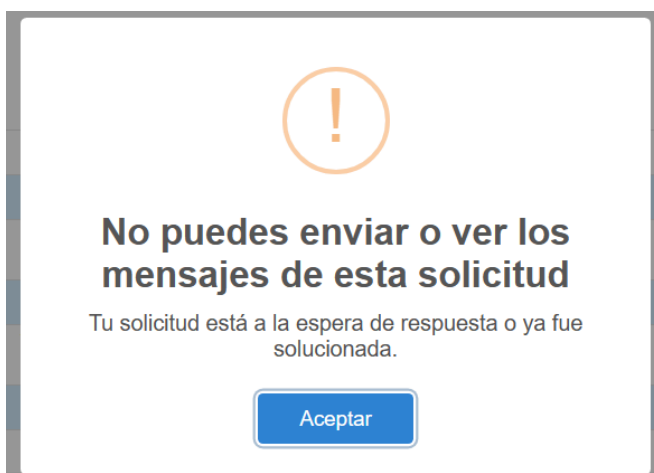 !
No puedes enviar o ver los
mensajes de esta solicitud
Tu solicitud está a la espera de respuesta o ya fue
solucionada.
Aceptar